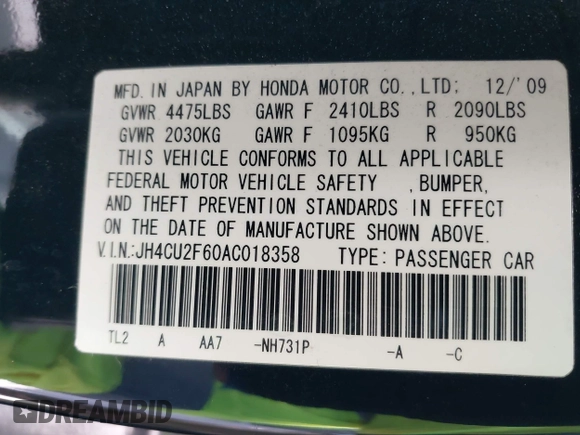 MFD. IN JAPAN BY HONDA MOTOR CO.,LTD; 12/'09
GVWR 4475LBS GAWR F 2410LBS R 2090LBS
GVWR 2030KG GAWR F 1095KG R 950KG
THIS VEHICLE CONFORMS TO ALL APPLICABLE
FEDERAL MOTOR VEHICLE SAFETY , BUMPER,
AND THEFT PREVENTION STANDARDS IN EFFECT
ON THE DATE OF MANUFACTURE SHOWN ABOVE.
V.I.N.:JH4CU2F60AC018358 TYPE: PASSENGER CAR
TL2 A AA7 -NH731P -A -C
DREAMBID